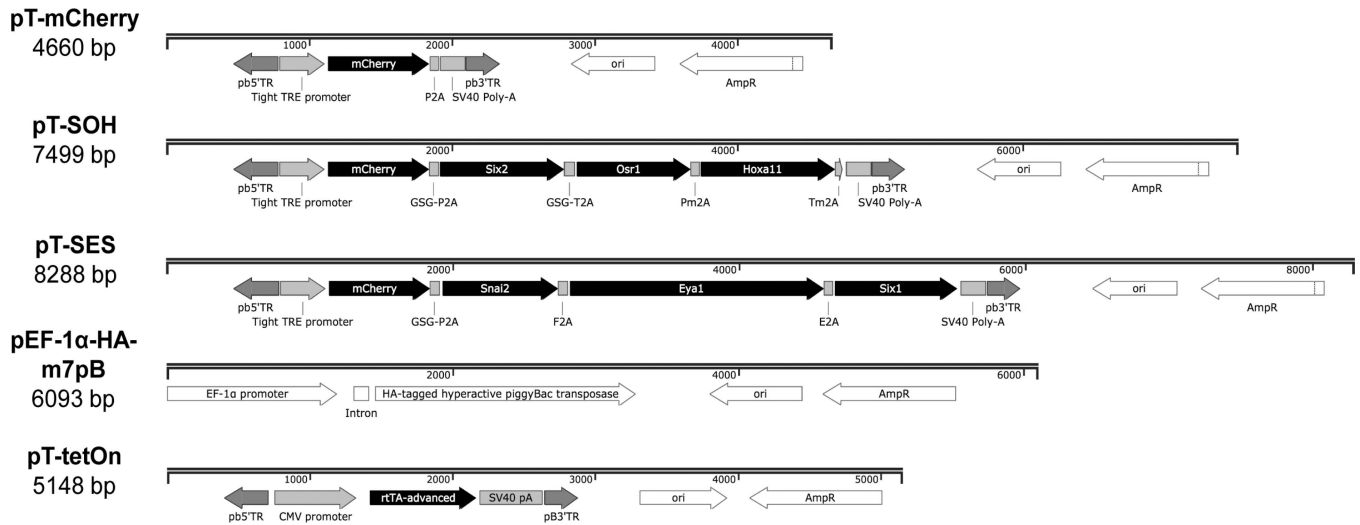 pT-mCherry
4660 bp
1000 2000 3000 4000
mCherry ori
pb5'TR pb3'TR AmpR
Tight TRE promoter P2A SV40 Poly-A
pT-SOH
7499 bp
2000 4000 6000
mCherry Six2 Osr1 Hoxa11 ori
pb5'TR pb3'TR AmpR
Tight TRE promoter GSG-P2A GSG-T2A Pm2A Tm2A SV40 Poly-A
pT-SES
8288 bp
2000 4000 6000 8000
mCherry Snai2 Eya1 Six1 ori
pb5'TR pb3'TR AmpR
Tight TRE promoter GSG-P2A F2A E2A SV40 Poly-A
pEF-1α-HA-
m7pB
6093 bp
2000 4000 6000
EF-1α promoter HA-tagged hyperactive piggyBac transposase ori AmpR
Intron
pT-tetOn
5148 bp
1000 2000 3000 4000 5000
rtTA-advanced SV40 pA ori AmpR
pb5'TR CMV promoter pB3'TR